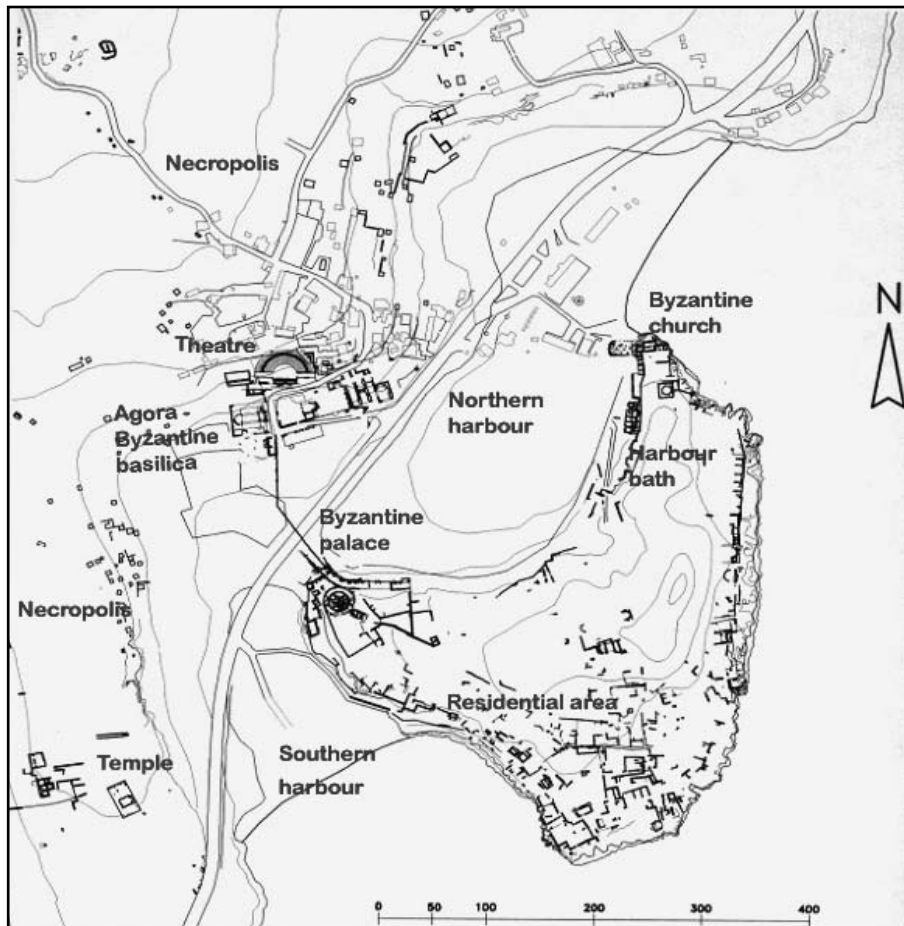 Necropolis
N
Byzantine
church
Theatre
Northern
harbour
Agora
Byzantine
basilica
Harbour
bath
Byzantine
palace
Necropolis
Residential area
Temple
Southern
harbour
0 50 100 200 300 400